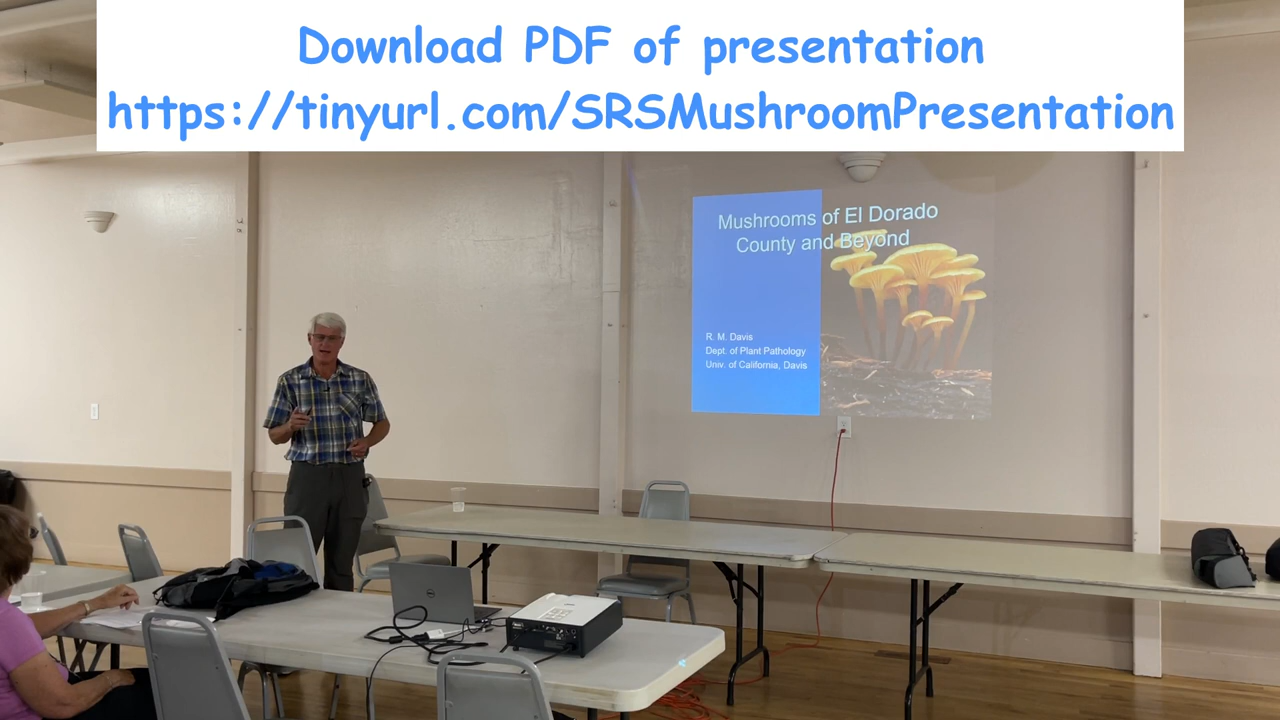 Download PDF of presentation
https://tinyurl.com/SRSMushroomPresentation
Mushrooms of El Dorado
County and Beyond
R. M. Davis
Dept. of Plant Pathology
Univ. of California, Davis
DELL